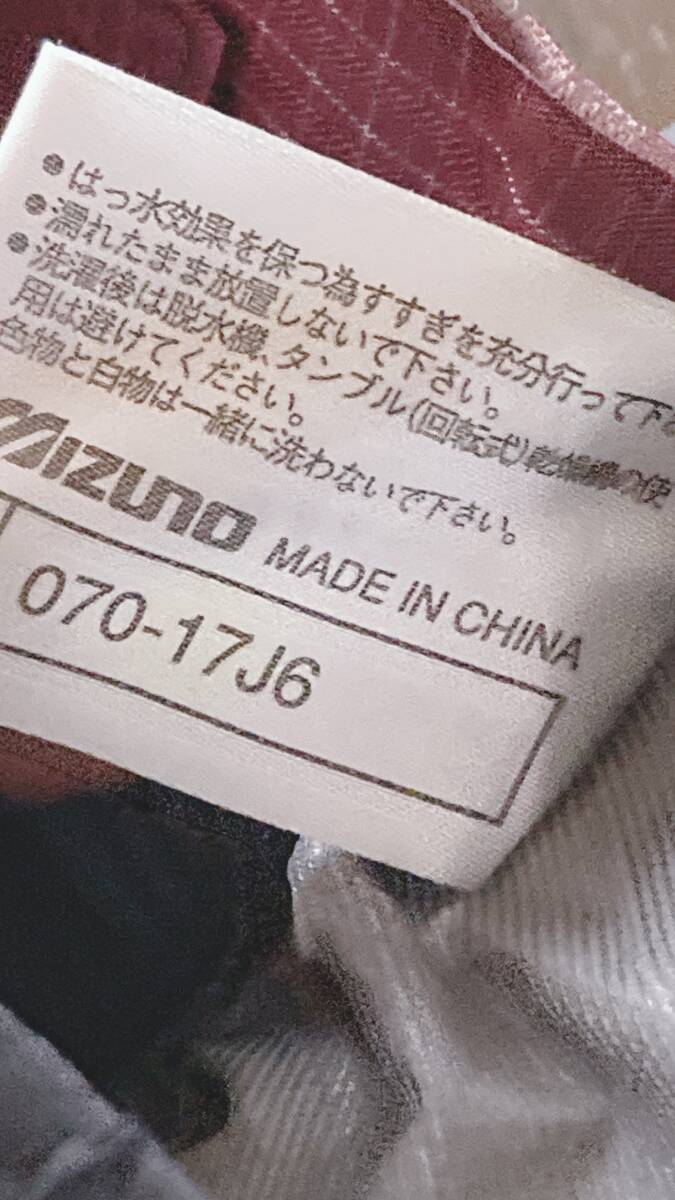 ●はっ水効果を保つ為すすぎを充分行って下
●濡れたまま放置しないで下さい。
●洗濯後は脱水機、タンブル(回転式)乾燥機の使
用は避けてください。
色物と白物は一緒に洗わないで下さい。
MIZUNO MADE IN CHINA
070-17J6